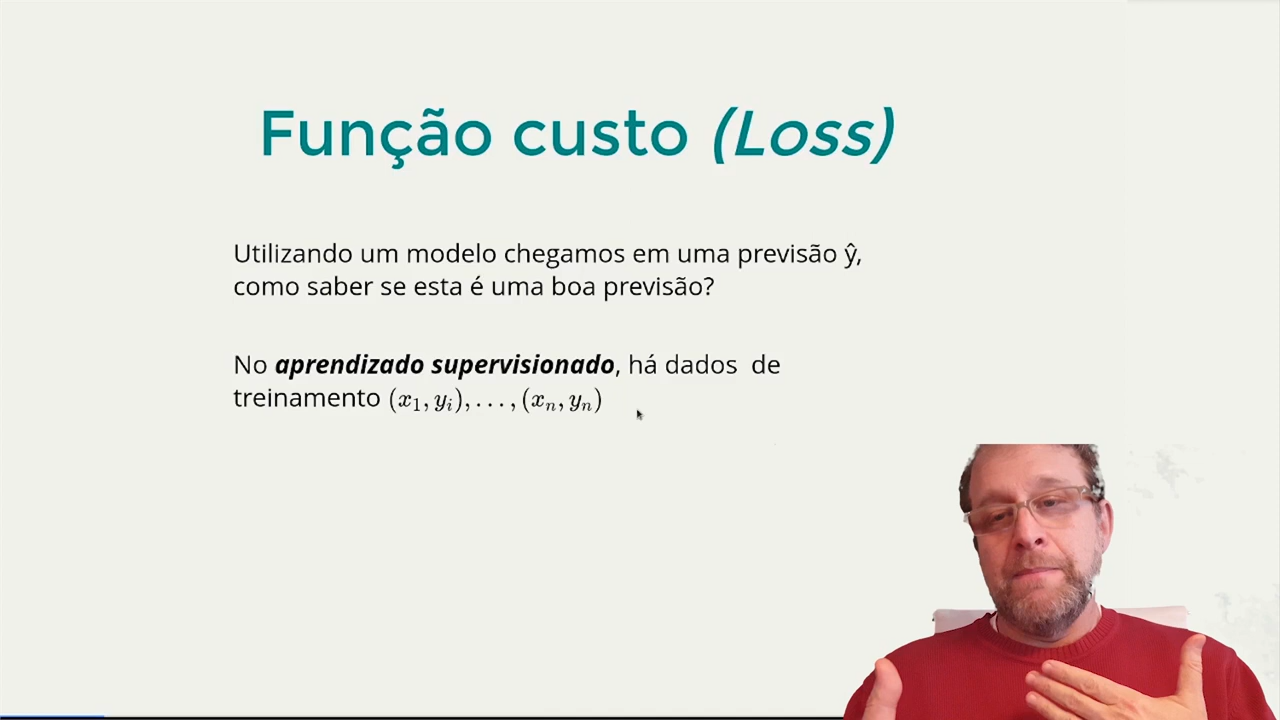 Função custo (Loss)
Utilizando um modelo chegamos em uma previsão ŷ,
como saber se esta é uma boa previsão?
No aprendizado supervisionado, há dados de
treinamento (x₁, yᵢ), . . . , (xₙ, yₙ)